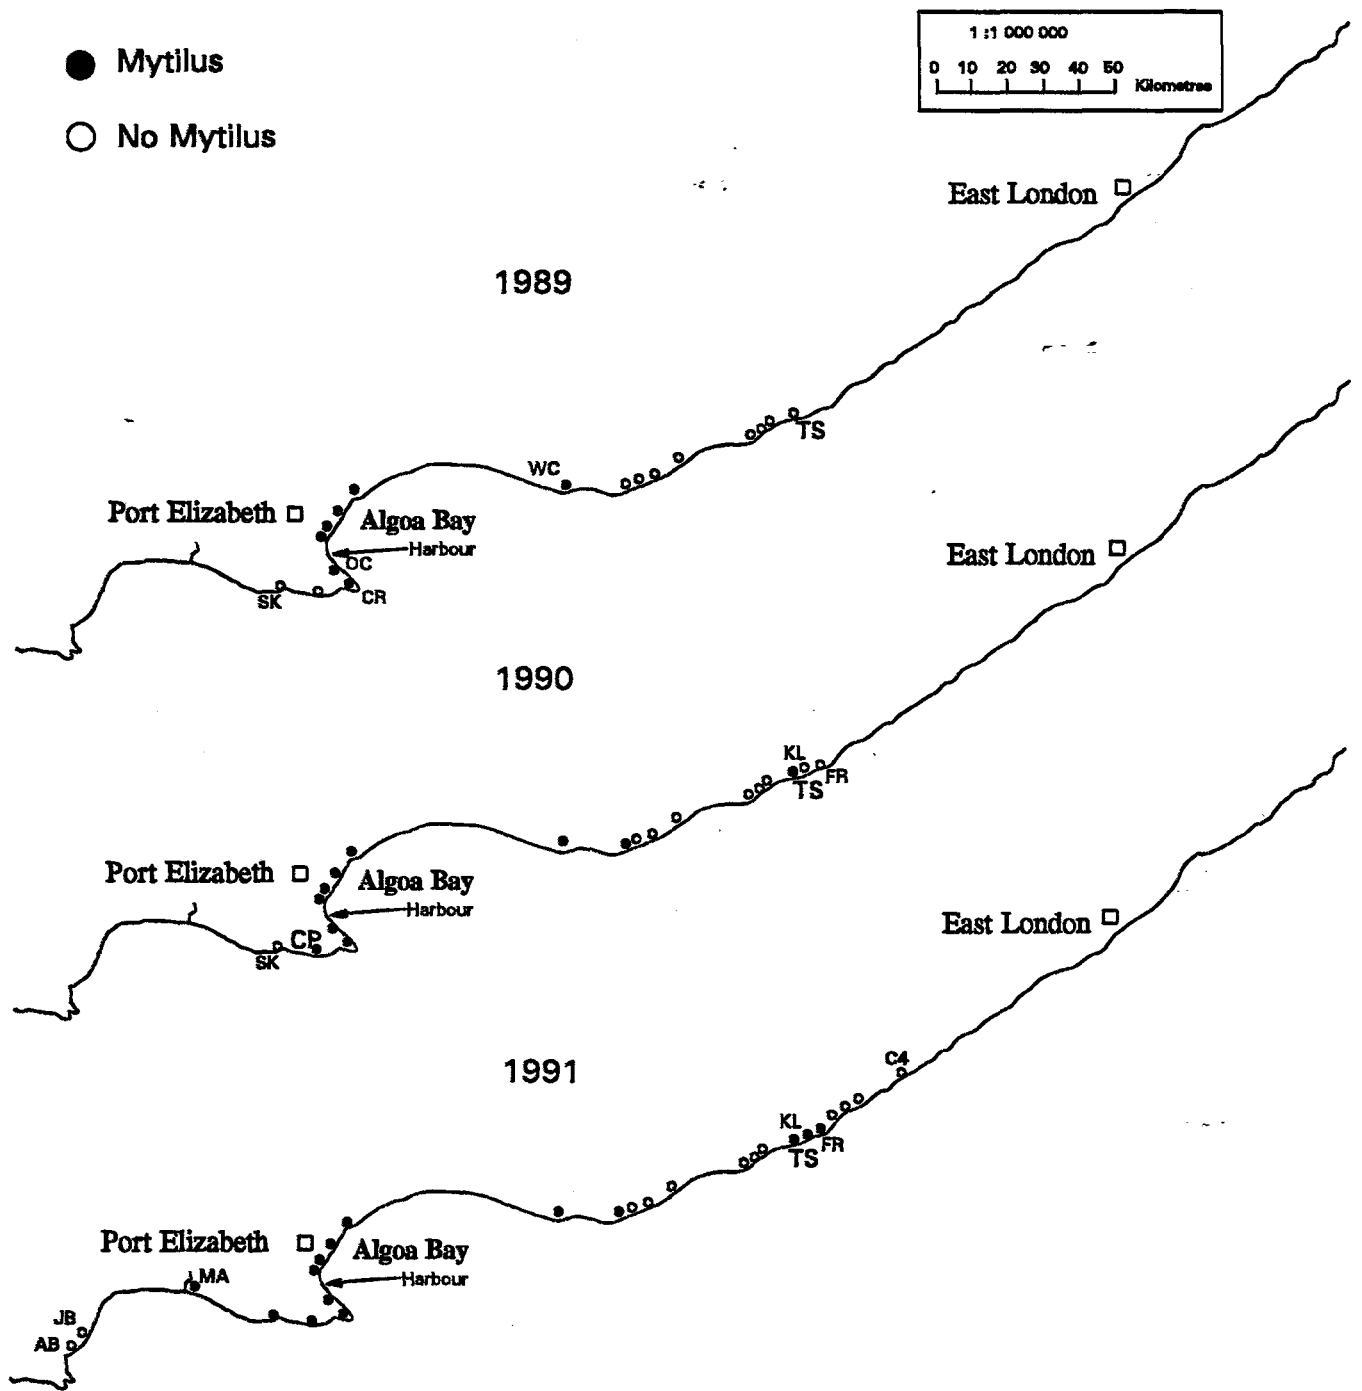 Mytilus
No Mytilus
1:1 000 000
0 10 20 30 40 50 Kilometres
East London
1989
TS
WC
Port Elizabeth
Algoa Bay
Harbour
OC
SK
CR
1990
East London
KL
TS
FR
Port Elizabeth
Algoa Bay
Harbour
CP
SK
1991
East London
C4
KL
TS
FR
Port Elizabeth
Algoa Bay
Harbour
MA
JB
AB